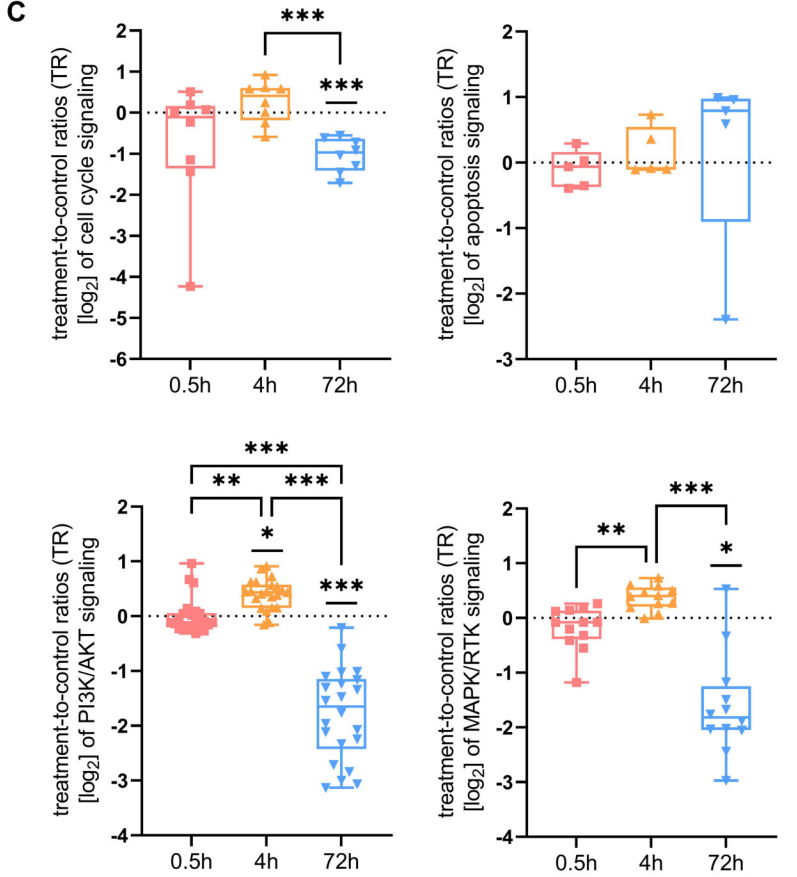 C
treatment-to-control ratios (TR)
[log₂] of cell cycle signaling
2
1
0
-1
-2
-3
-4
-5
-6
***
***
0.5h 4h 72h
treatment-to-control ratios (TR)
[log₂] of apoptosis signaling
2
1
0
-1
-2
-3
0.5h 4h 72h
treatment-to-control ratios (TR)
[log₂] of PI3K/AKT signaling
2
1
0
-1
-2
-3
-4
***
** ***
*
***
0.5h 4h 72h
treatment-to-control ratios (TR)
[log₂] of MAPK/RTK signaling
2
1
0
-1
-2
-3
-4
***
**
*
0.5h 4h 72h